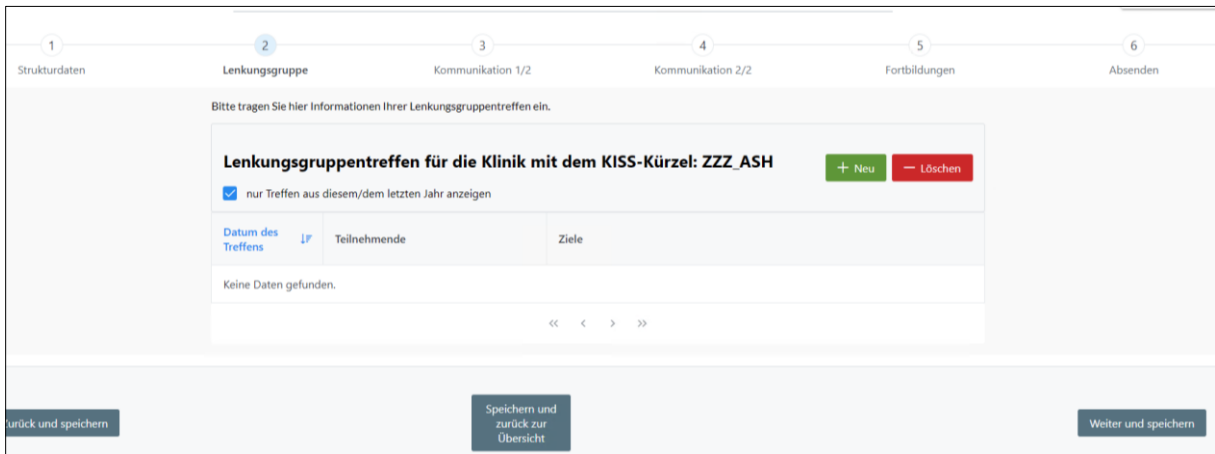 1 2 3 4 5 6
Strukturdaten Lenkungsgruppe Kommunikation 1/2 Kommunikation 2/2 Fortbildungen Absenden
Bitte tragen Sie hier Informationen Ihrer Lenkungsgruppentreffen ein.
Lenkungsgruppentreffen für die Klinik mit dem KISS-Kürzel: ZZZ_ASH
+ Neu — Löschen
nur Treffen aus diesem/dem letzten Jahr anzeigen
Datum des
Treffens Teilnehmende Ziele
Keine Daten gefunden.
« ‹ › »
urück und speichern
Speichern und
zurück zur
Übersicht
Weiter und speichern